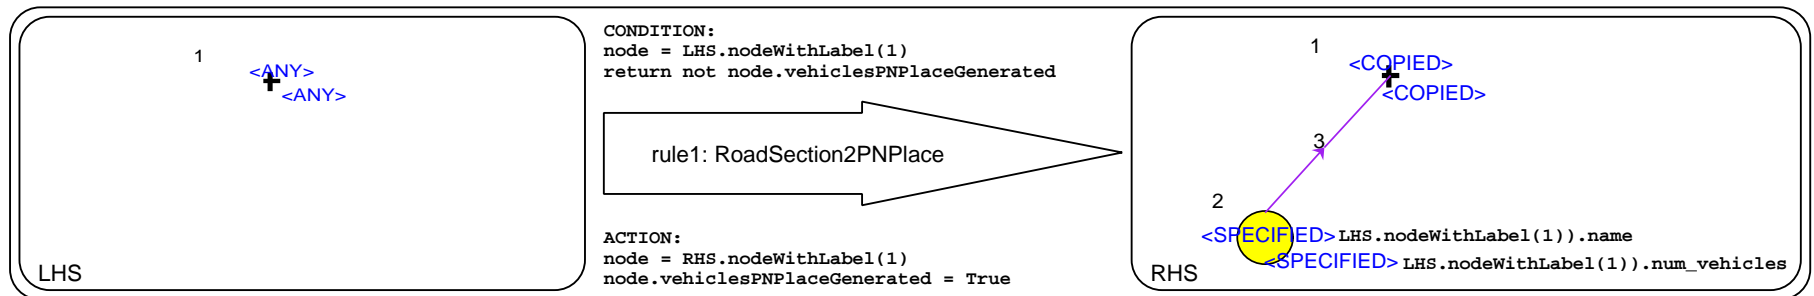 1
<ANY>
<ANY>
LHS
CONDITION:
node = LHS.nodeWithLabel(1)
return not node.vehiclesPNPlaceGenerated
rule1: RoadSection2PNPlace
ACTION:
node = RHS.nodeWithLabel(1)
node.vehiclesPNPlaceGenerated = True
1
<COPIED>
<COPIED>
3
2
<SPECIFIED> LHS.nodeWithLabel(1)).name
<SPECIFIED> LHS.nodeWithLabel(1)).num_vehicles
RHS